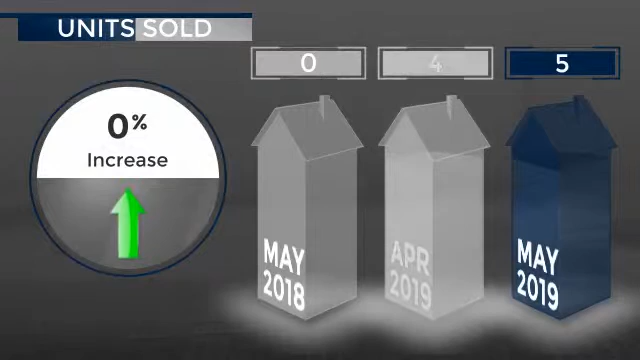 UNITS SOLD
0 4 5
0%
Increase
MAY
2018
APR
2019
MAY
2019